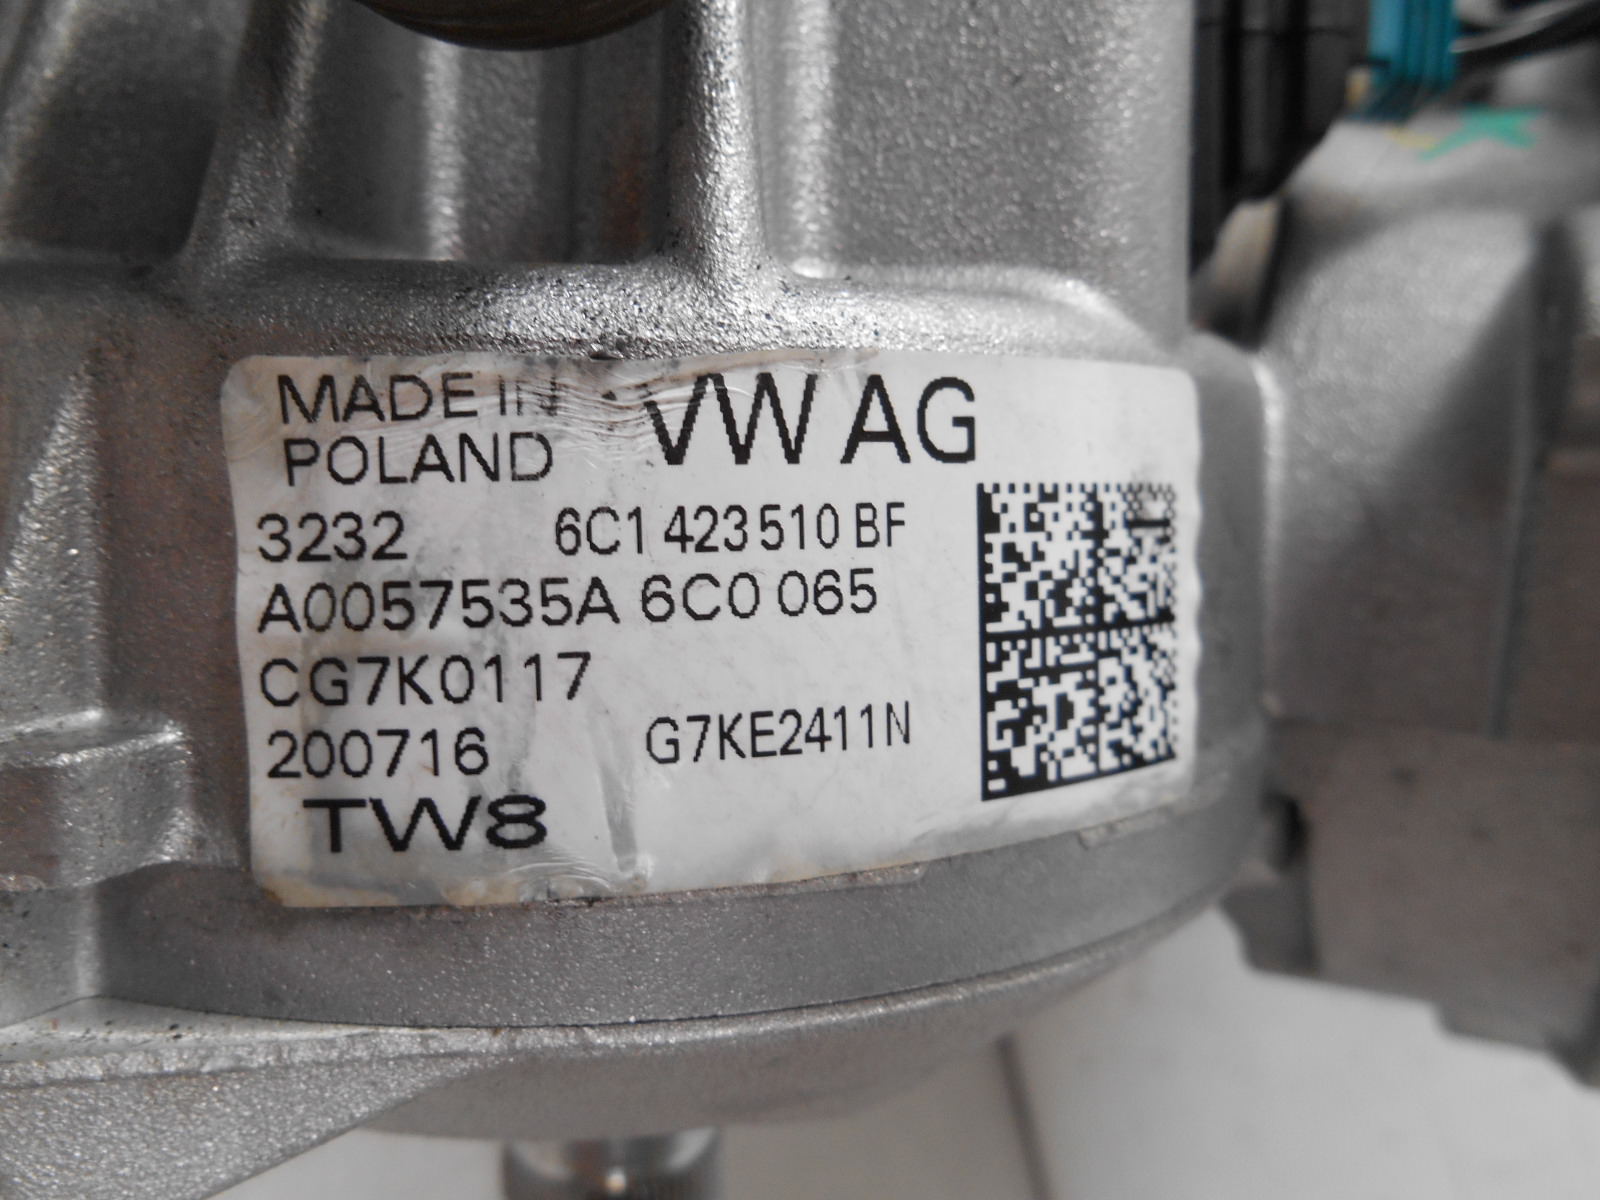 MADE IN VW AG
POLAND
3232 6C1 423 510 BF
A0057535A 6C0 065
CG7K0117
200716 G7KE2411N
TW8